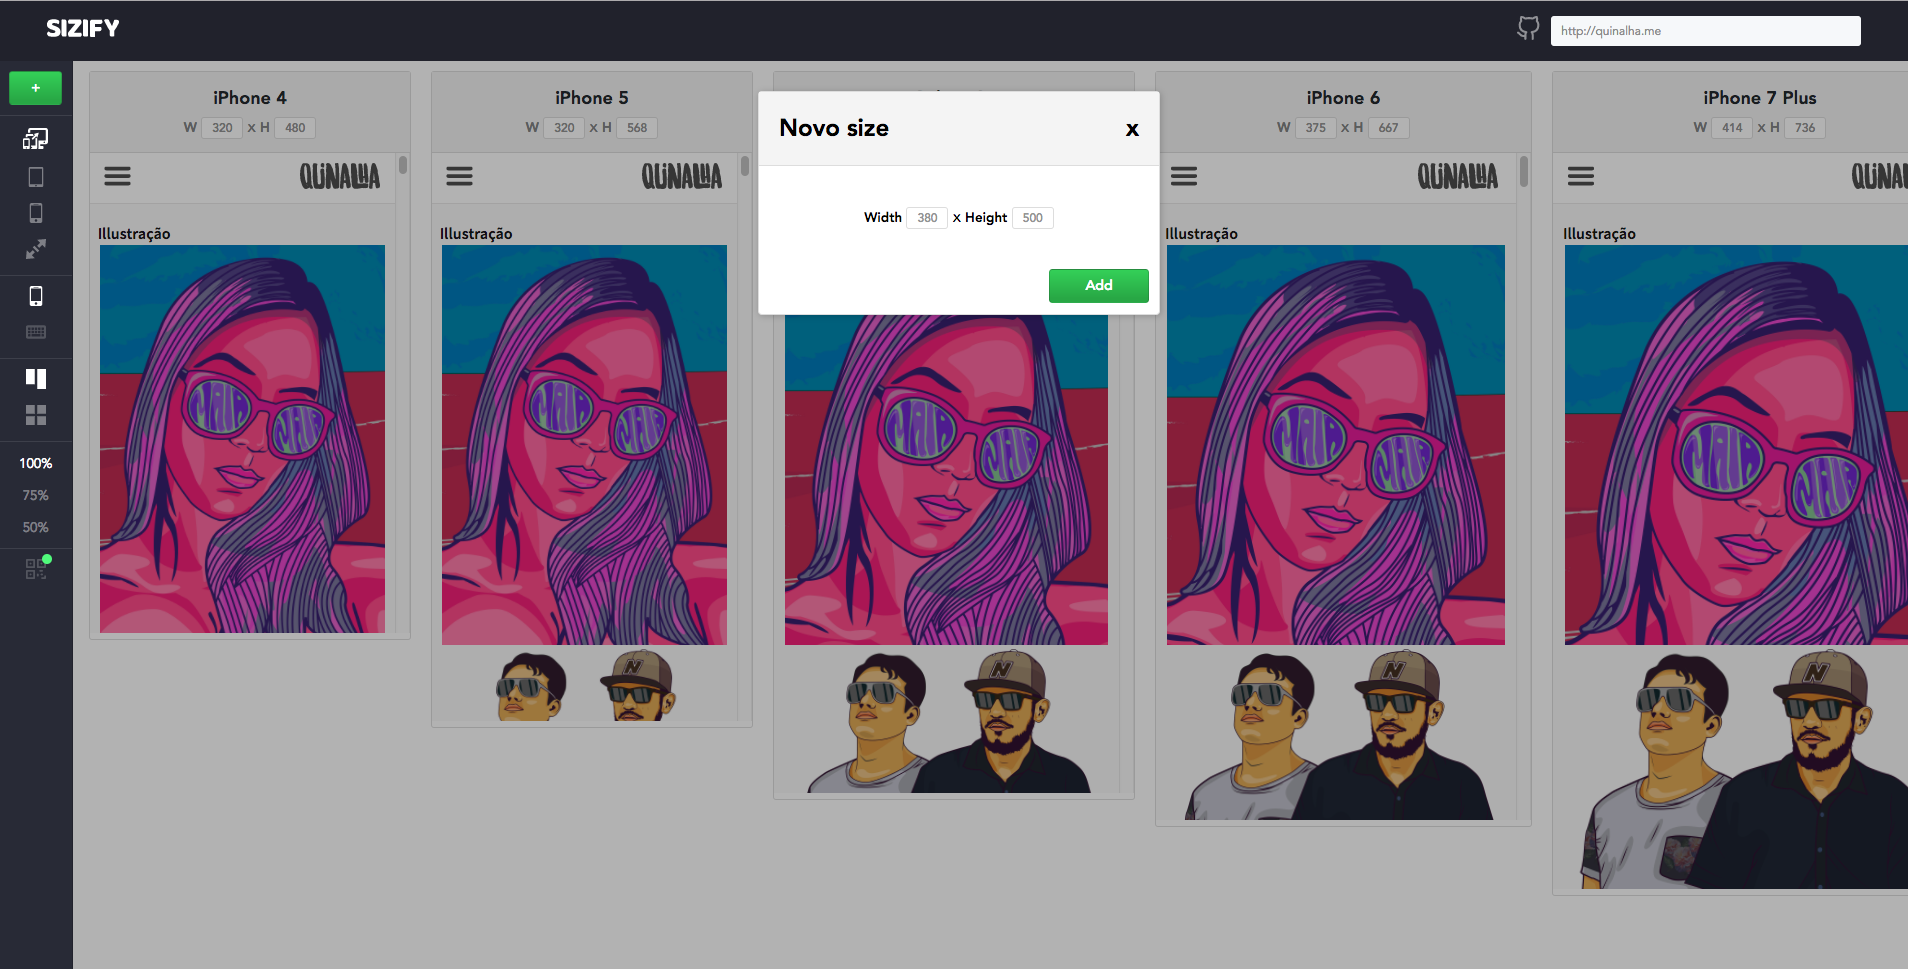 SIZIFY
http://quinalha.me
+
100%
75%
50%
iPhone 4
W 320 x H 480
QUINALHA
Illustração
iPhone 5
W 320 x H 568
QUINALHA
Illustração
Novo size
x
Width 380 x Height 500
Add
iPhone 6
W 375 x H 667
QUINALHA
Illustração
iPhone 7 Plus
W 414 x H 736
QUINAL
Illustração
N
N
N
N